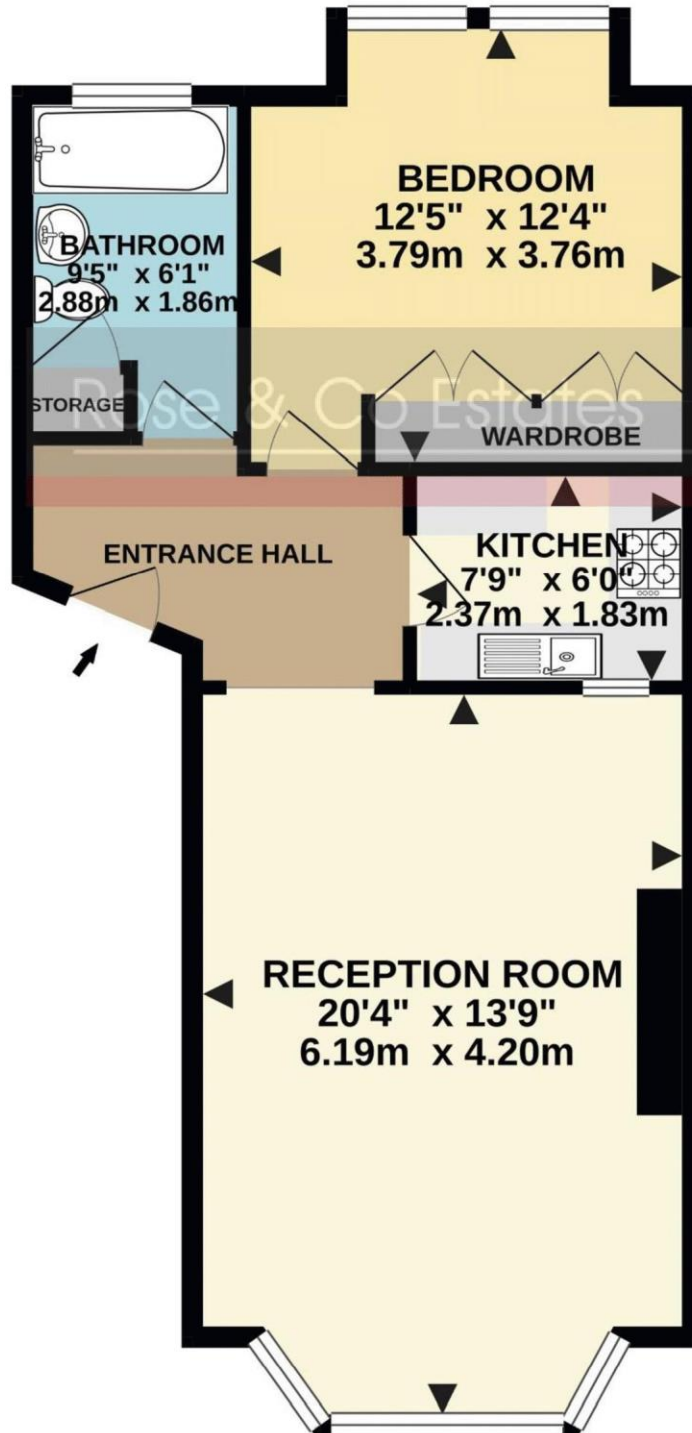 BEDROOM
12'5" x 12'4"
3.79m x 3.76m
BATHROOM
9'5" x 6'1"
2.88m x 1.86m
STORAGE
Rose & Co Estates
WARDROBE
ENTRANCE HALL
KITCHEN
7'9" x 6'0"
2.37m x 1.83m
RECEPTION ROOM
20'4" x 13'9"
6.19m x 4.20m